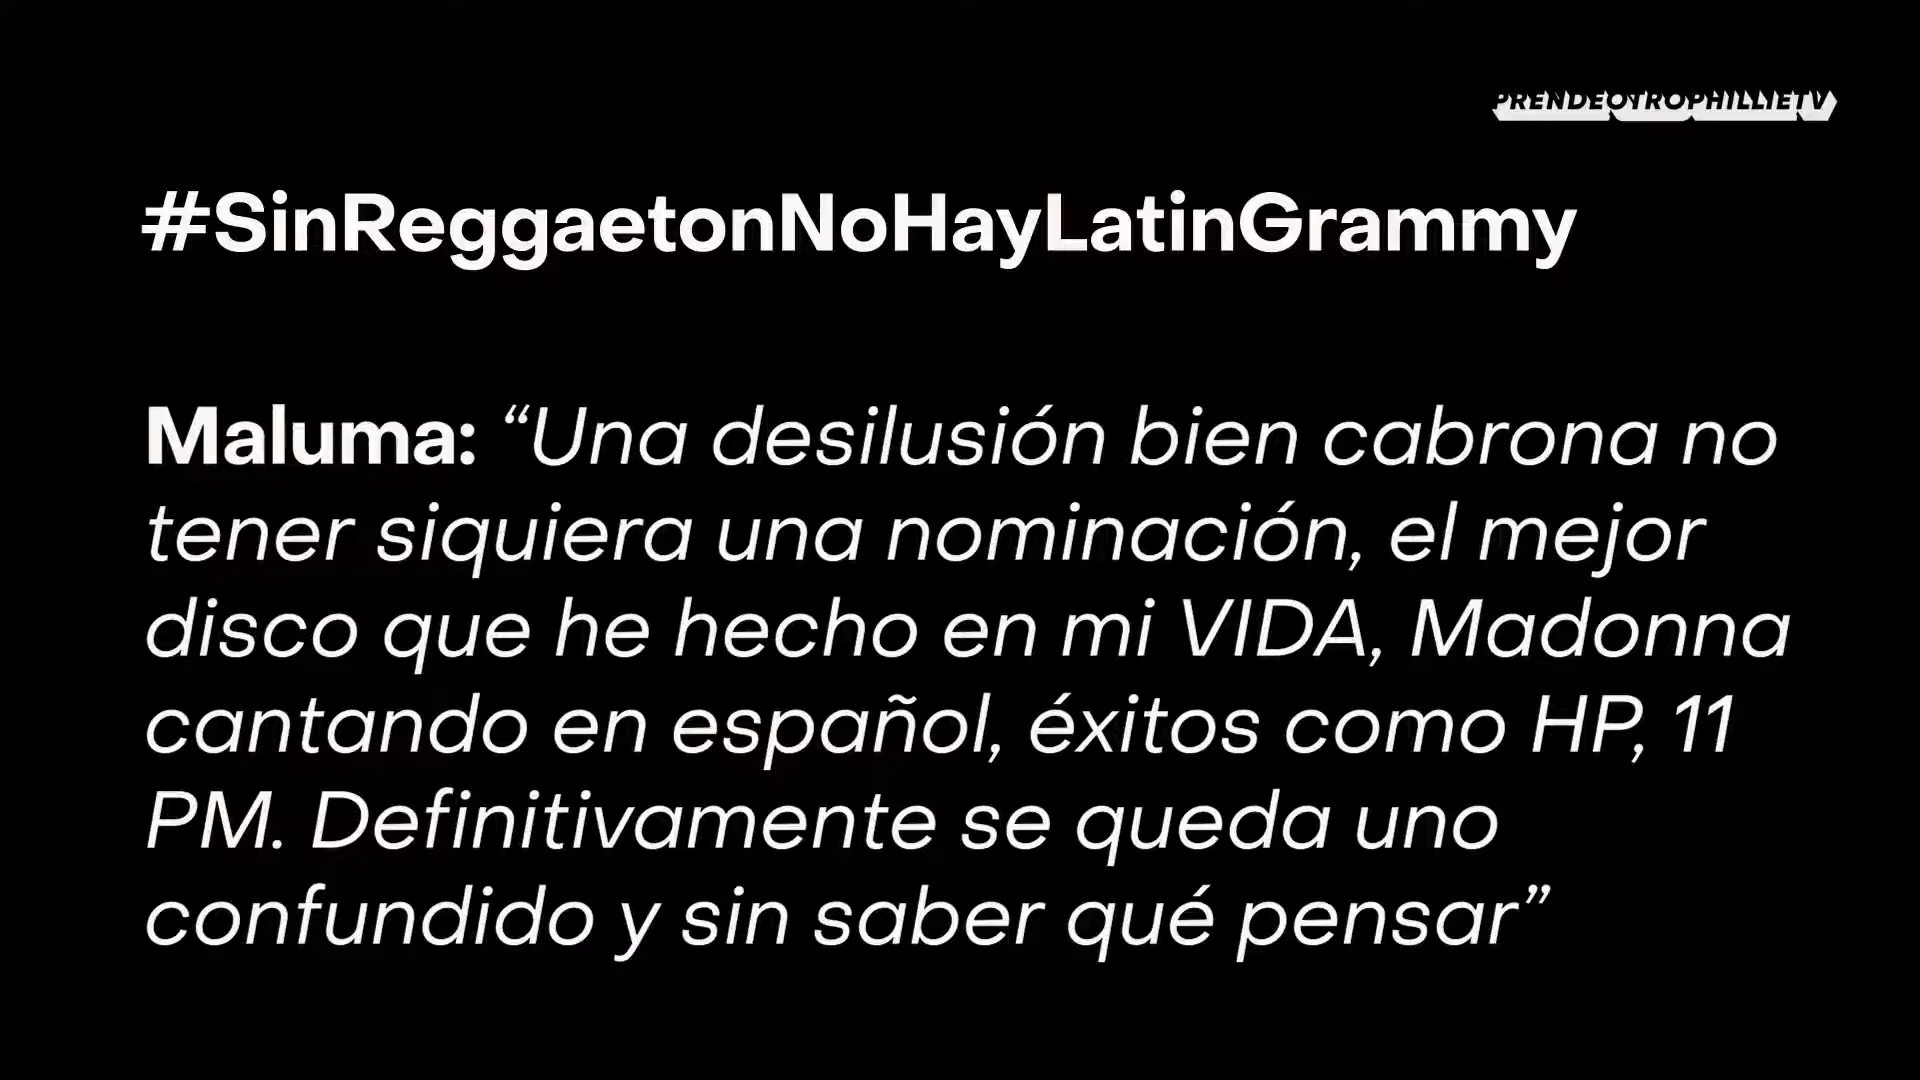 PRENDEOTROPHILLIETV
#SinReggaetonNoHayLatinGrammy
Maluma: “Una desilusión bien cabrona no
tener siquiera una nominación, el mejor
disco que he hecho en mi VIDA, Madonna
cantando en español, éxitos como HP, 11
PM. Definitivamente se queda uno
confundido y sin saber qué pensar”